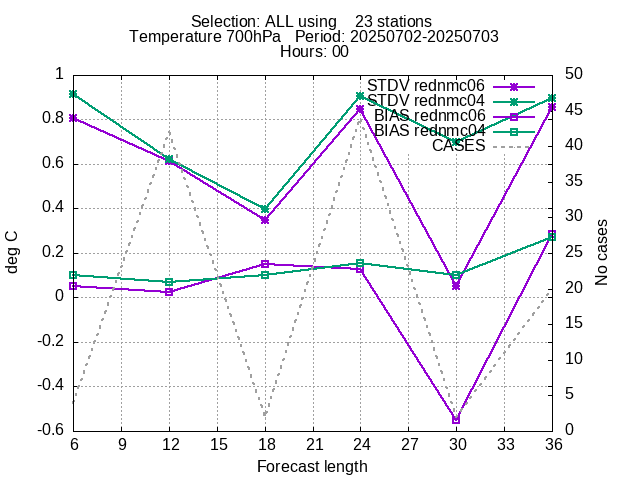 Selection: ALL using    23 stations
Temperature 700hPa   Period: 20250702-20250703
Hours: 00
STDV rednmc06
STDV rednmc04
BIAS rednmc06
BIAS rednmc04
CASES
1
0.8
0.6
0.4
0.2
0
-0.2
-0.4
-0.6
deg C
50
45
40
35
30
25
20
15
10
5
0
No cases
6 9 12 15 18 21 24 27 30 33 36
Forecast length